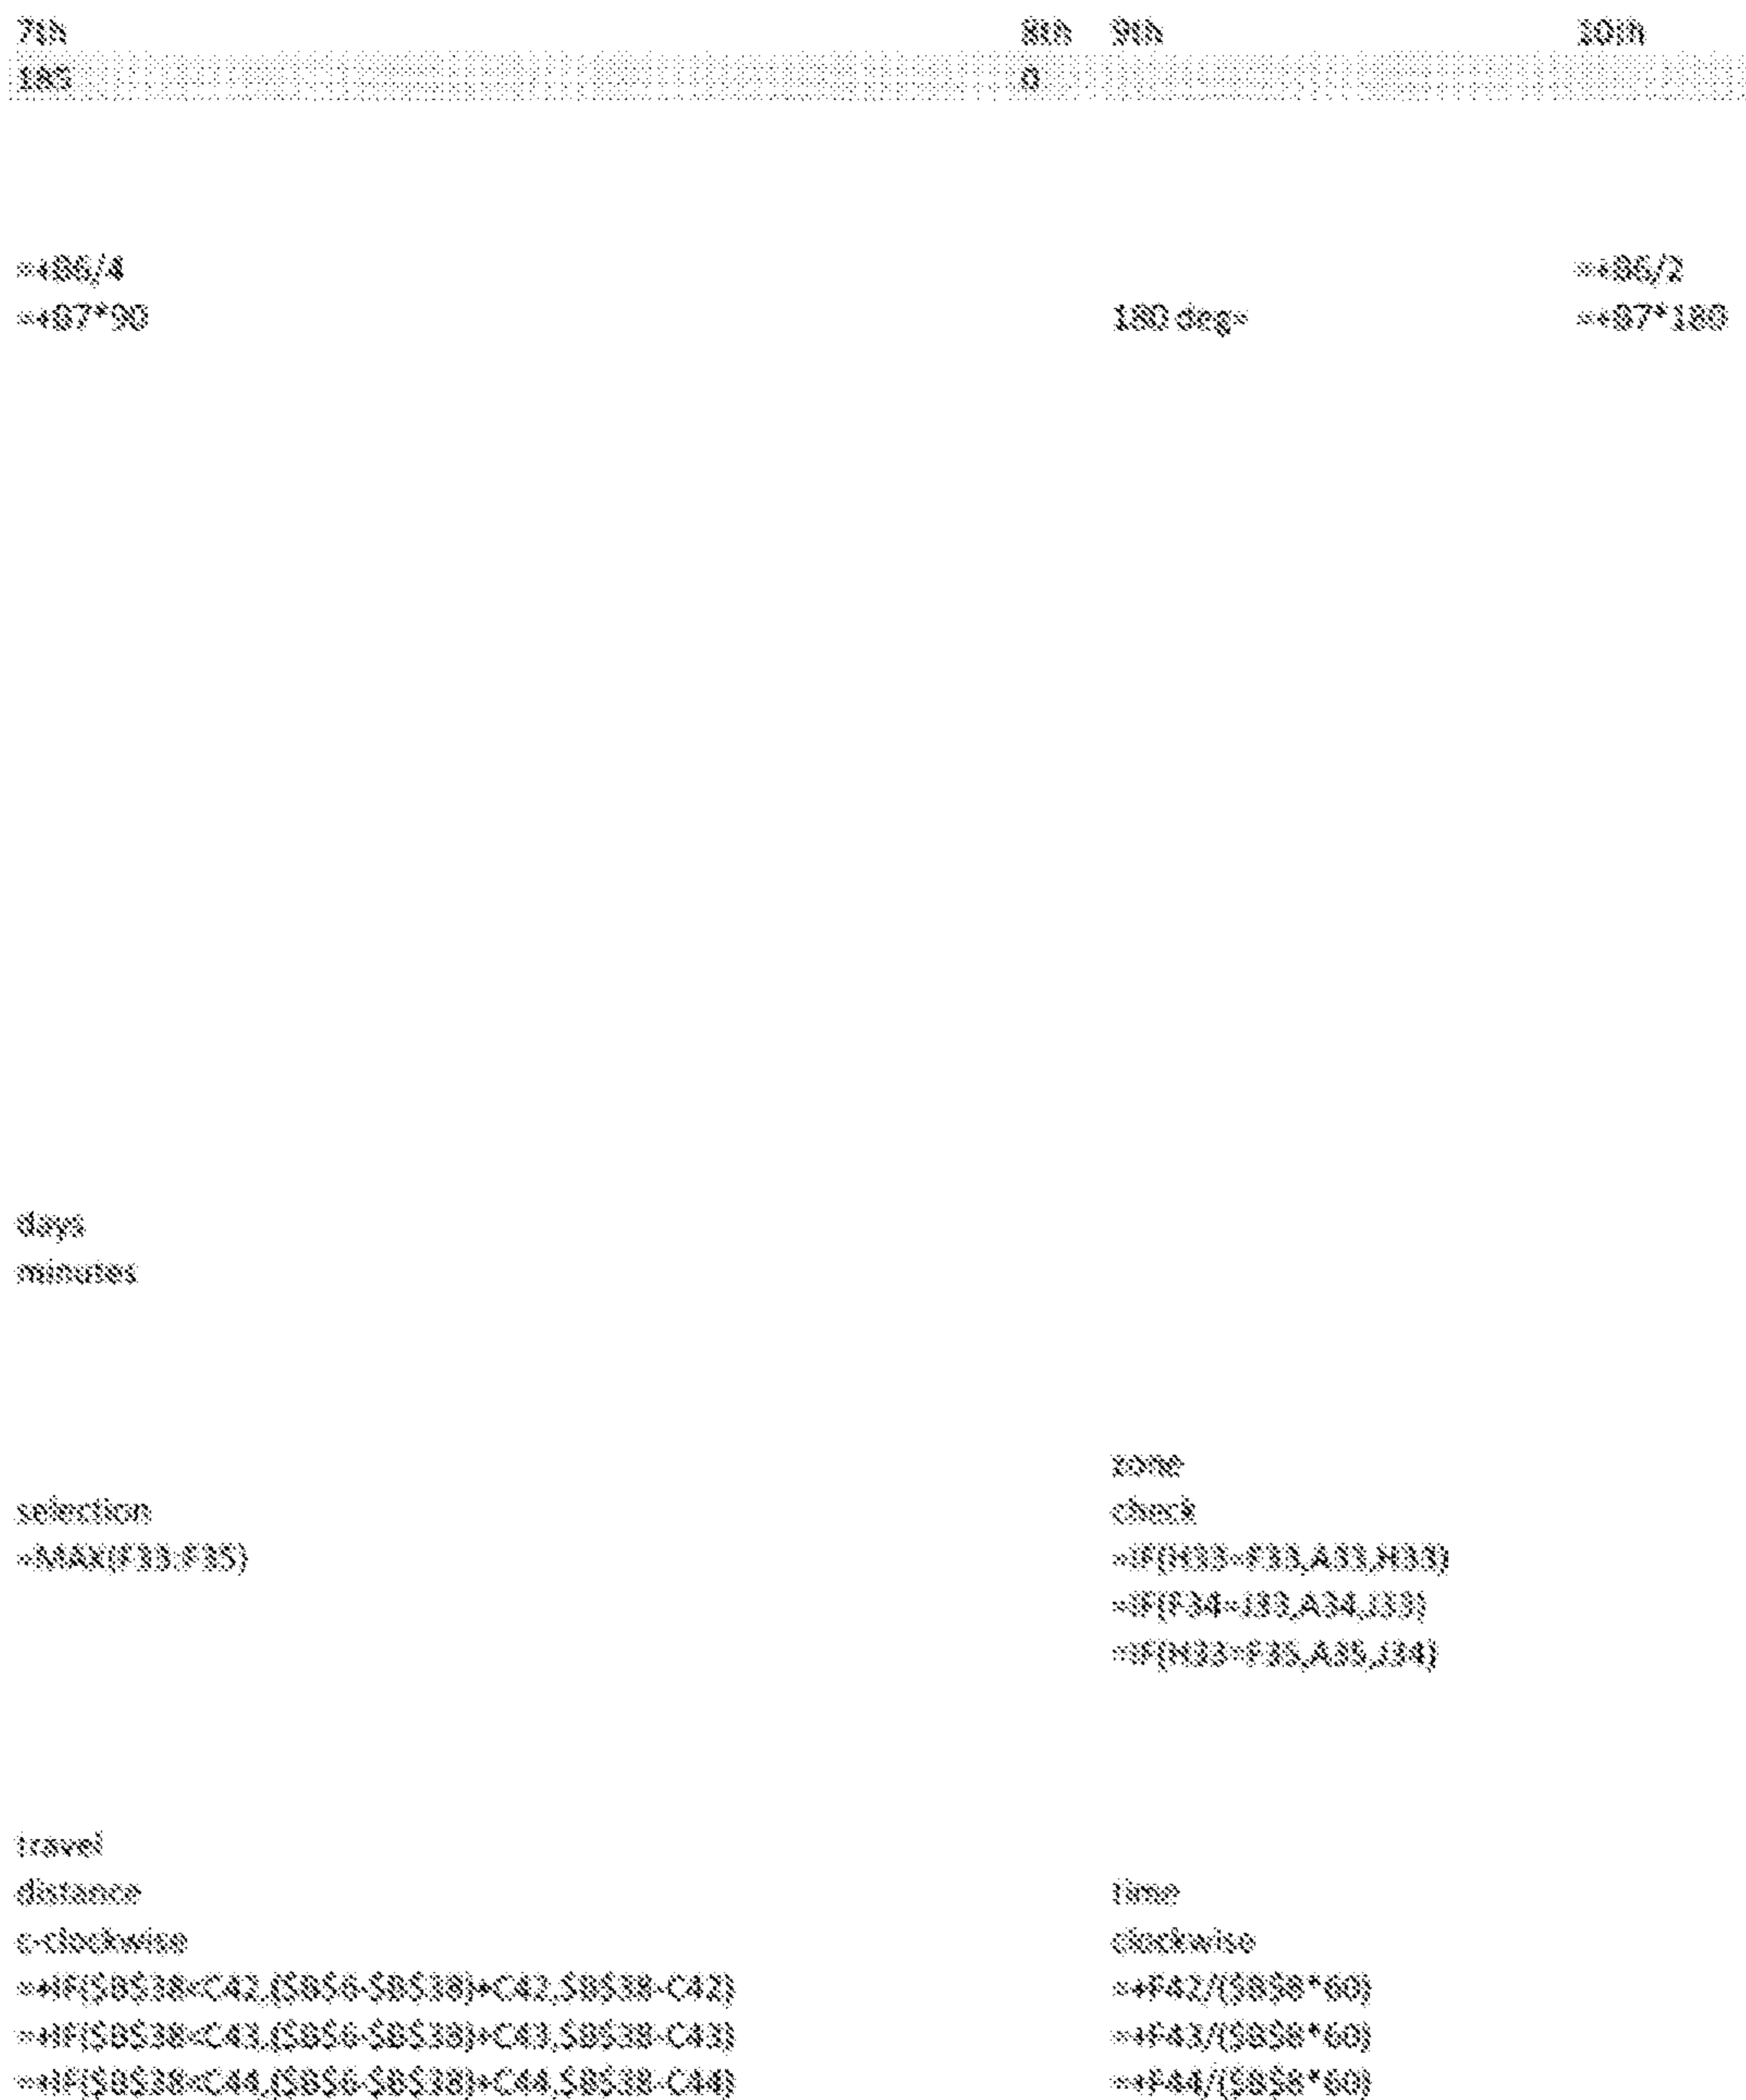 7th 8th 9th 10th
185 0
=+B6/4 =+B6/2
=+B7*90 180 deg= =+B7*180
days
minutes
zone
selection check
=MAX(F33:F35) =IF(H33=F33,A33,H33)
=IF(F34=J33,A34,J33)
=IF(H33=F35,A35,J34)
travel
distance time
c-clockwise clockwise
=+IF($B$38<C42,($B$6-$B$38)+C42,$B$38-C42) =+F42/($B$8*60)
=+IF($B$38<C43,($B$6-$B$38)+C43,$B$38-C43) =+F43/($B$8*60)
=+IF($B$38<C44,($B$6-$B$38)+C44,$B$38-C44) =+F44/($B$8*60)